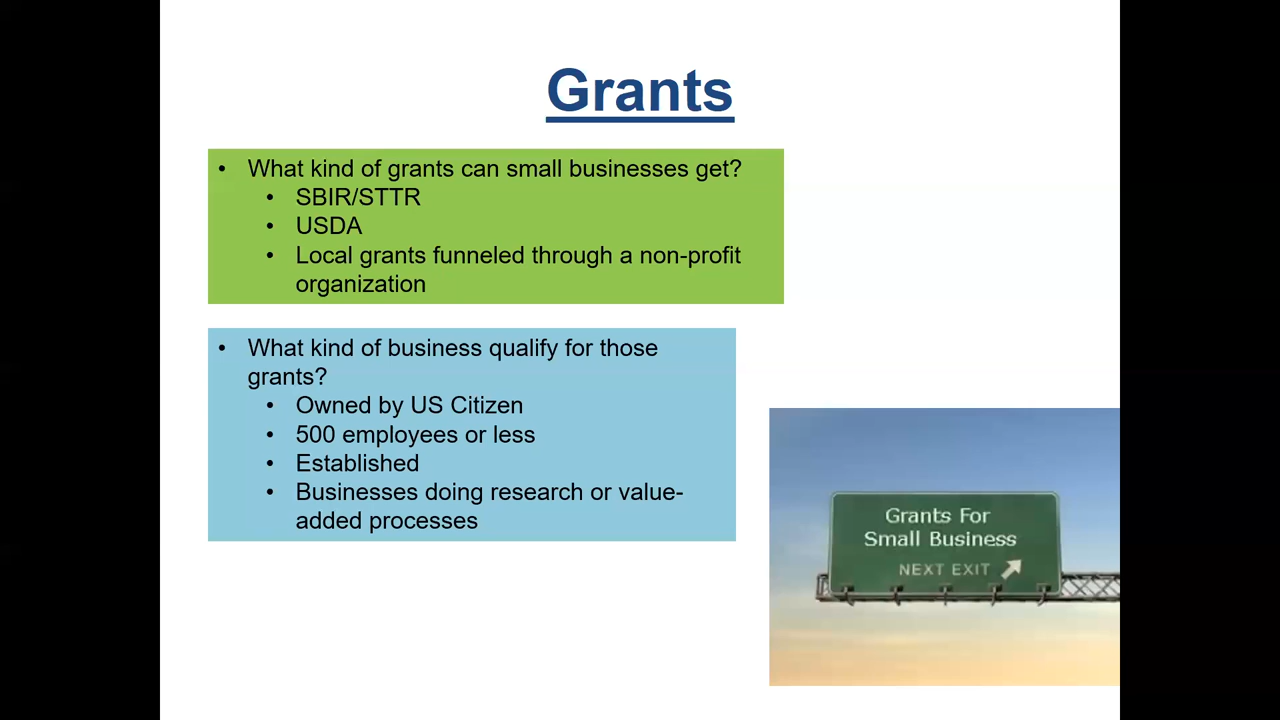 Grants
• What kind of grants can small businesses get?
• SBIR/STTR
• USDA
• Local grants funneled through a non-profit
organization
• What kind of business qualify for those
grants?
• Owned by US Citizen
• 500 employees or less
• Established
• Businesses doing research or value-
added processes
Grants For
Small Business
NEXT EXIT